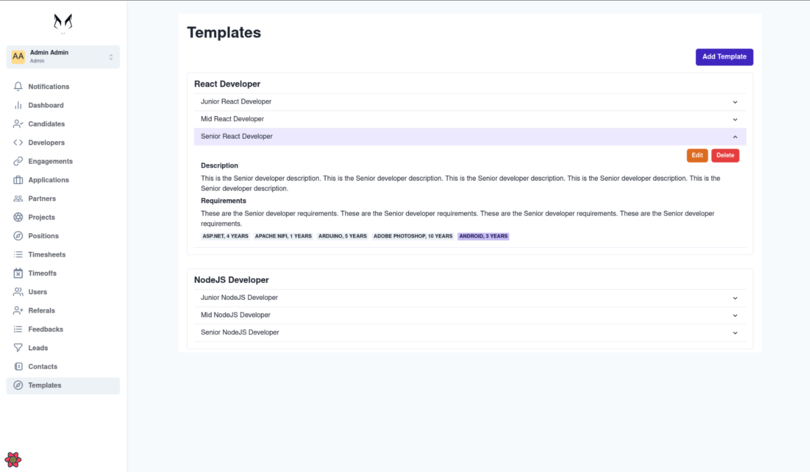 AA
Admin Admin
Admin
Notifications
Dashboard
Candidates
Developers
Engagements
Applications
Partners
Projects
Positions
Timesheets
Timeoffs
Users
Referrals
Feedbacks
Leads
Contacts
Templates
Templates
Add Template
React Developer
Junior React Developer
Mid React Developer
Senior React Developer
Edit
Delete
Description
This is the Senior developer description. This is the Senior developer description. This is the Senior developer description. This is the Senior developer description. This is the
Senior developer description.
Requirements
These are the Senior developer requirements. These are the Senior developer requirements. These are the Senior developer requirements. These are the Senior developer
requirements.
ASP.NET, 4 YEARS APACHE NIFI, 1 YEARS ARDUINO, 5 YEARS ADOBE PHOTOSHOP, 10 YEARS ANDROID, 3 YEARS
NodeJS Developer
Junior NodeJS Developer
Mid NodeJS Developer
Senior NodeJS Developer